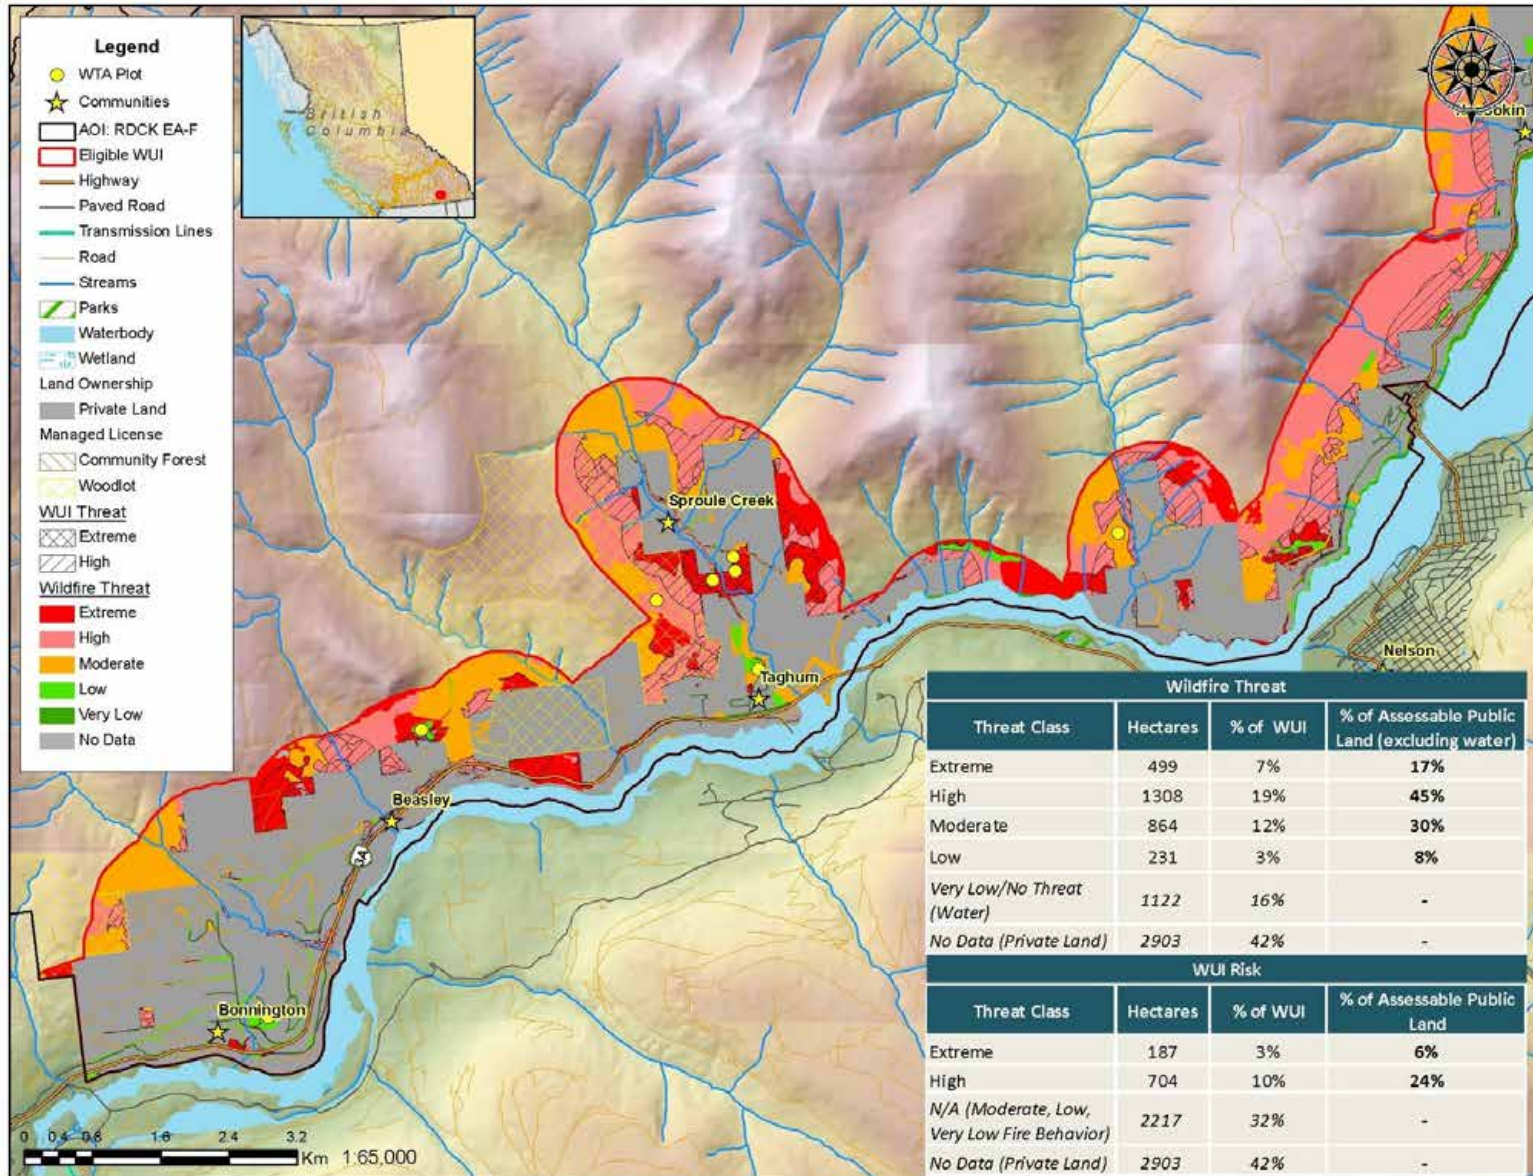 Legend
WTA Plot
Communities
AOI: RDCK EA-F
Eligible WUI
Highway
Paved Road
Transmission Lines
Road
Streams
Parks
Waterbody
Wetland
Land Ownership
Private Land
Managed License
Community Forest
Woodlot
WUI Threat
Extreme
High
Wildfire Threat
Extreme
High
Moderate
Low
Very Low
No Data
British
Columbia
Sproule Creek
Taghum
Nelson
Beasley
3A
Bonnington
0 0.4 0.8 1.6 2.4 3.2
Km 1:65,000
Wildfire Threat
Threat Class Hectares % of WUI % of Assessable Public Land (excluding water)
Extreme 499 7% 17%
High 1308 19% 45%
Moderate 864 12% 30%
Low 231 3% 8%
Very Low/No Threat (Water) 1122 16% -
No Data (Private Land) 2903 42% -
WUI Risk
Threat Class Hectares % of WUI % of Assessable Public Land
Extreme 187 3% 6%
High 704 10% 24%
N/A (Moderate, Low, Very Low Fire Behavior) 2217 32% -
No Data (Private Land) 2903 42% -